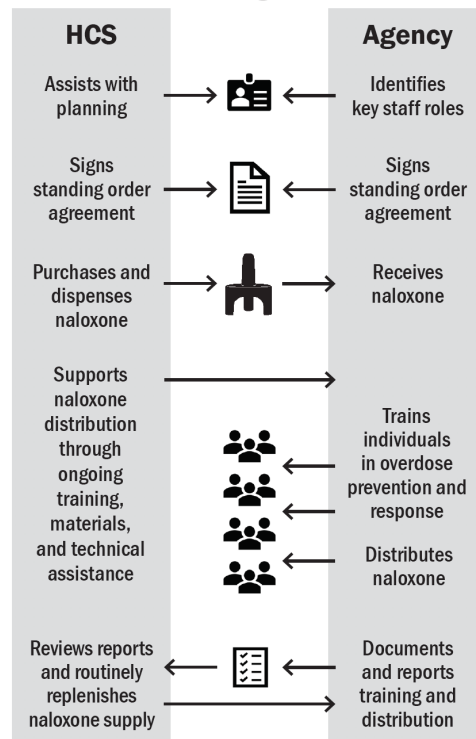 HCS
Agency
Assists with
planning
Identifies
key staff roles
Signs
standing order
agreement
Signs
standing order
agreement
Purchases and
dispenses
naloxone
Receives
naloxone
Supports
naloxone
distribution
through
ongoing
training,
materials,
and technical
assistance
Trains
individuals
in overdose
prevention and
response
Distributes
naloxone
Reviews reports
and routinely
replenishes
naloxone supply
Documents
and reports
training and
distribution